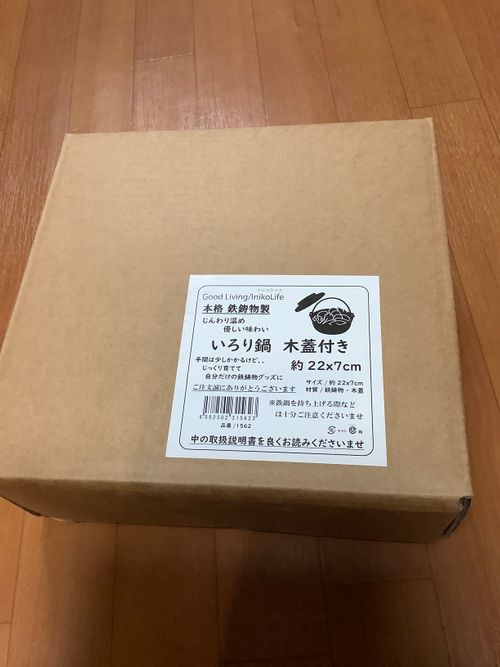 イニコライフ
Good Living/InikoLife
本格 鉄鋳物製
じんわり温め
優しい味わい
いろり鍋 木蓋付き
約 22x7cm
手間は少しかかるけど、、
じっくり育てて
自分だけの鉄鋳物グッズに
サイズ / 約 22x7cm
材質 / 鉄鋳物・木蓋
ご注文誠にありがとうございます
※鉄鍋を持ち上げる際など
は十分ご注意くださいませ
4582502315623
品番 / 1562
中の取扱説明書を良くお読みくださいませ